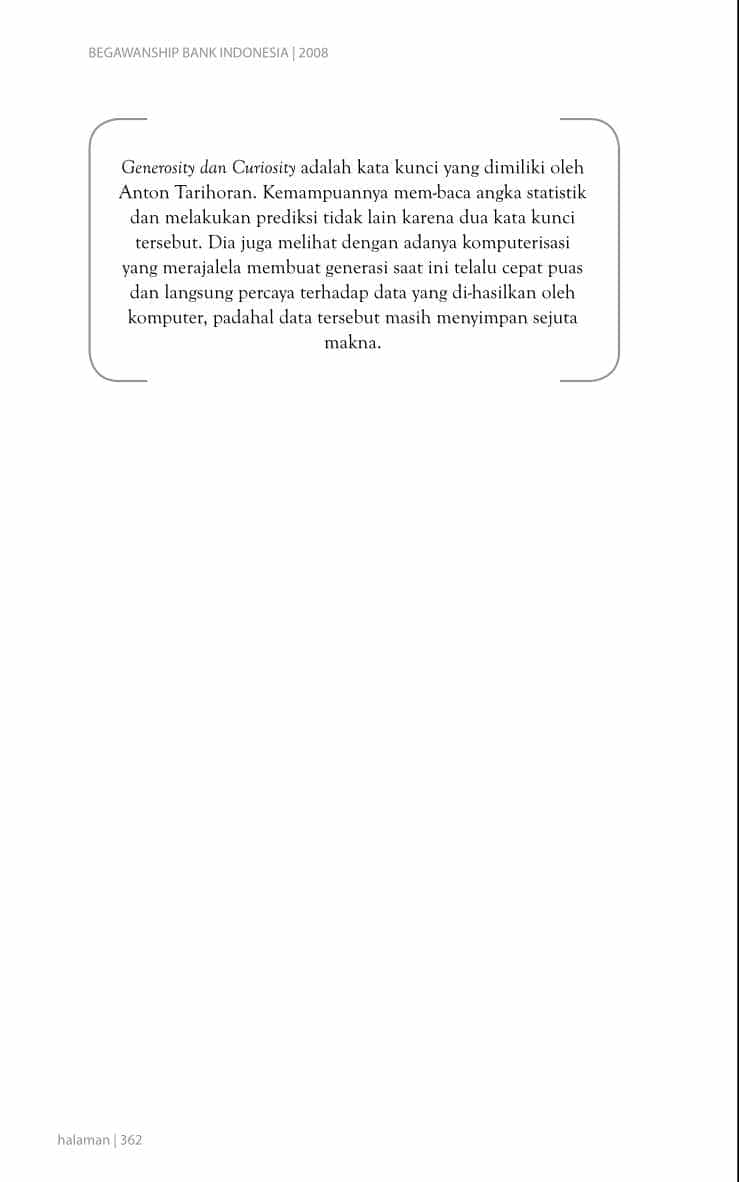 BEGAWANSHIP BANK INDONESIA | 2008
Generosity dan Curiosity adalah kata kunci yang dimiliki oleh
Anton Tarihoran. Kemampuannya mem-baca angka statistik
dan melakukan prediksi tidak lain karena dua kata kunci
tersebut. Dia juga melihat dengan adanya komputerisasi
yang merajalela membuat generasi saat ini telalu cepat puas
dan langsung percaya terhadap data yang di-hasilkan oleh
komputer, padahal data tersebut masih menyimpan sejuta
makna.
halaman | 362